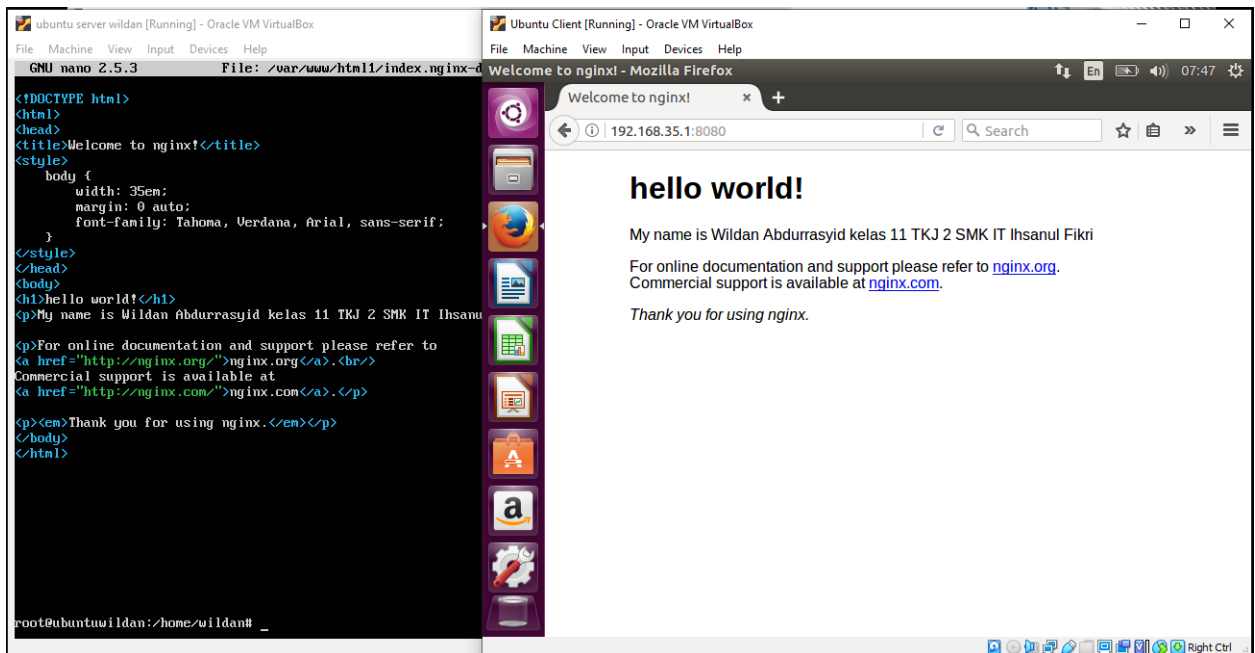 ubuntu server wildan [Running] - Oracle VM VirtualBox
File Machine View Input Devices Help
GNU nano 2.5.3 File: /var/www/html1/index.nginx-d
<!DOCTYPE html>
<html>
<head>
<title>Welcome to nginx!</title>
<style>
body {
width: 35em;
margin: 0 auto;
font-family: Tahoma, Verdana, Arial, sans-serif;
}
</style>
</head>
<body>
<h1>hello world!</h1>
<p>My name is Wildan Abdurrasyid kelas 11 TKJ 2 SMK IT Ihsanu
<p>For online documentation and support please refer to
<a href="http://nginx.org/">nginx.org</a>.<br/>
Commercial support is available at
<a href="http://nginx.com/">nginx.com</a>.</p>
<p><em>Thank you for using nginx.</em></p>
</body>
</html>
root@ubuntuwildan:/home/wildan# _
Ubuntu Client [Running] - Oracle VM VirtualBox
File Machine View Input Devices Help
Welcome to nginx! - Mozilla Firefox
En 07:47
Welcome to nginx!
192.168.35.1:8080
Search
hello world!
My name is Wildan Abdurrasyid kelas 11 TKJ 2 SMK IT Ihsanul Fikri
For online documentation and support please refer to nginx.org.
Commercial support is available at nginx.com.
Thank you for using nginx.
Right Ctrl